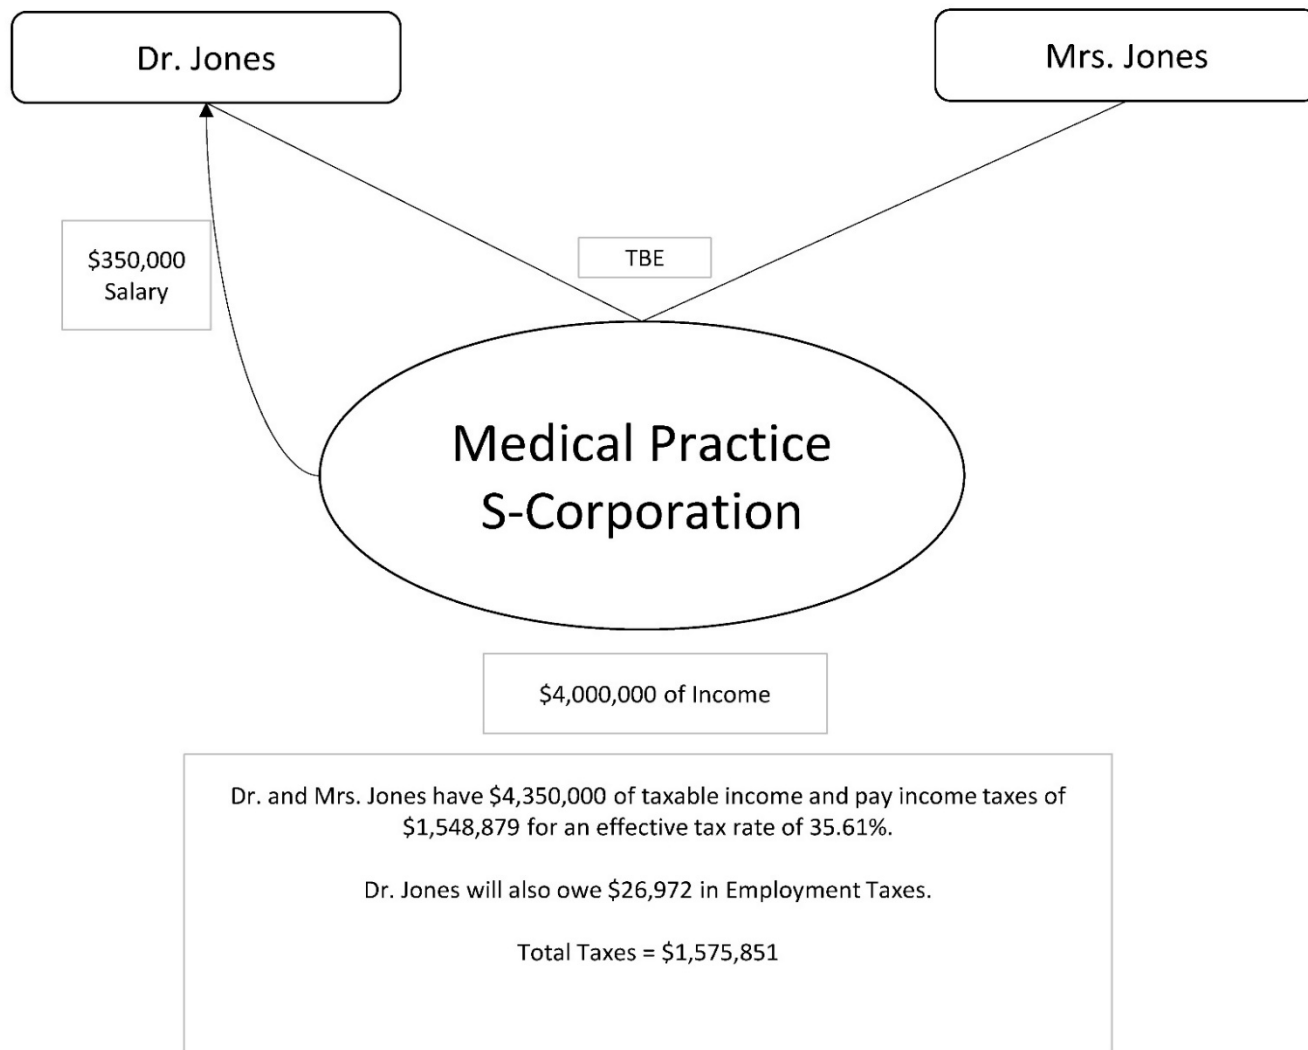 Dr. Jones
Mrs. Jones
$350,000
Salary
TBE
Medical Practice
S-Corporation
$4,000,000 of Income
Dr. and Mrs. Jones have $4,350,000 of taxable income and pay income taxes of
$1,548,879 for an effective tax rate of 35.61%.
Dr. Jones will also owe $26,972 in Employment Taxes.
Total Taxes = $1,575,851